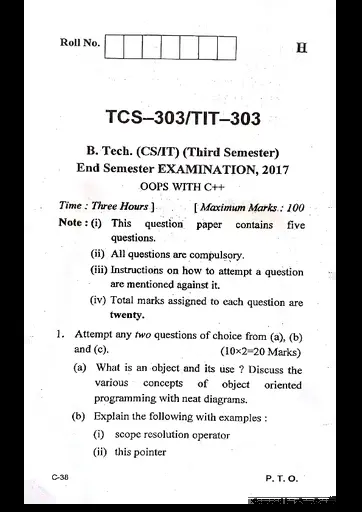 Roll No.
H
TCS–303/TIT–303
B. Tech. (CS/IT) (Third Semester)
End Semester EXAMINATION, 2017
OOPS WITH C++
Time : Three Hours ] [ Maximum Marks : 100
Note : (i) This question paper contains five
questions.
(ii) All questions are compulsory.
(iii) Instructions on how to attempt a question
are mentioned against it.
(iv) Total marks assigned to each question are
twenty.
1. Attempt any two questions of choice from (a), (b)
and (c). (10×2=20 Marks)
(a) What is an object and its use ? Discuss the
various concepts of object oriented
programming with neat diagrams.
(b) Explain the following with examples :
(i) scope resolution operator
(ii) this pointer
C-38 P. T. O.